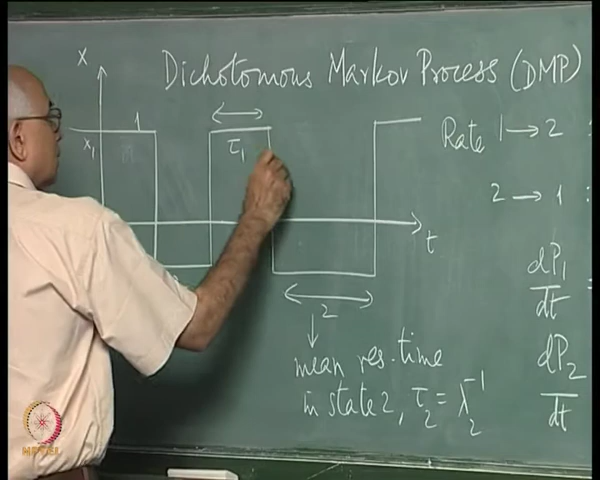 Dichotomous Markov Process (DMP)
x
1
x₁
τ₁
Rate 1 → 2 :
2 → 1 :
t
2
mean res. time
in state 2, τ₂ = λ₂⁻¹
dP₁/dt =
dP₂/dt
NPTEL